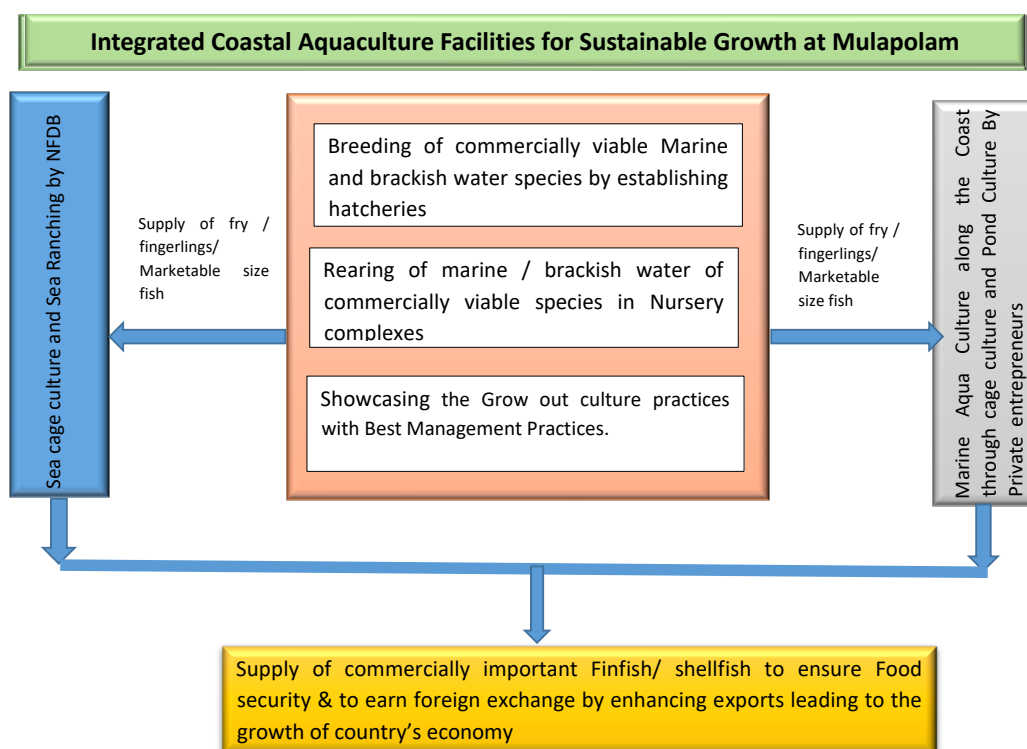 Integrated Coastal Aquaculture Facilities for Sustainable Growth at Mulapolam
Sea cage culture and Sea Ranching by NFDB
Supply of fry /
fingerlings/
Marketable size
fish
Breeding of commercially viable Marine
and brackish water species by establishing
hatcheries
Rearing of marine / brackish water of
commercially viable species in Nursery
complexes
Showcasing the Grow out culture practices
with Best Management Practices.
Supply of fry /
fingerlings/
Marketable
size fish
Marine Aqua Culture along the Coast
through cage culture and Pond Culture By
Private entrepreneurs
Supply of commercially important Finfish/ shellfish to ensure Food
security & to earn foreign exchange by enhancing exports leading to the
growth of country's economy